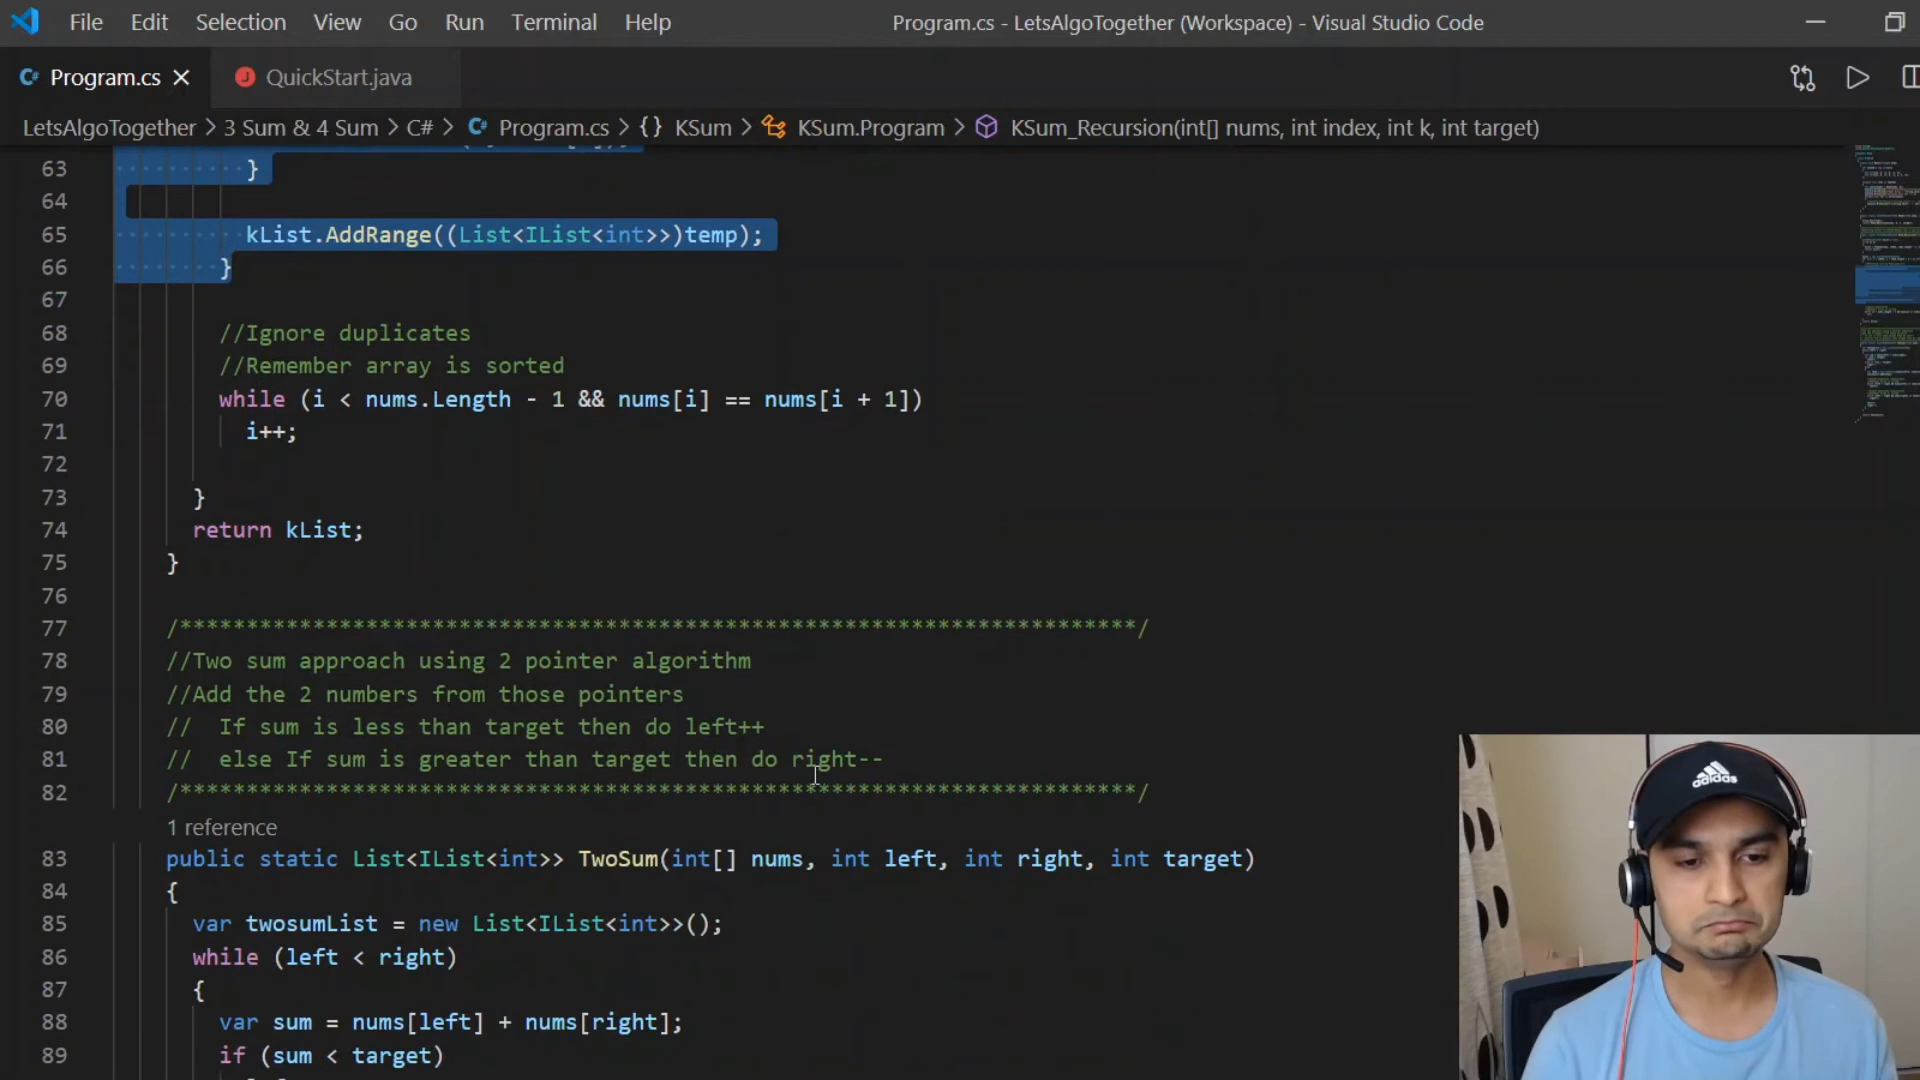 File Edit Selection View Go Run Terminal Help Program.cs - LetsAlgoTogether (Workspace) - Visual Studio Code
Program.cs QuickStart.java
LetsAlgoTogether > 3 Sum & 4 Sum > C# > Program.cs > {} KSum > KSum.Program > KSum_Recursion(int[] nums, int index, int k, int target)
63 }
64
65 kList.AddRange((List<IList<int>>)temp);
66 }
67
68 //Ignore duplicates
69 //Remember array is sorted
70 while (i < nums.Length - 1 && nums[i] == nums[i + 1])
71 i++;
72
73 }
74 return kList;
75 }
76
77 /************************************************************************/
78 //Two sum approach using 2 pointer algorithm
79 //Add the 2 numbers from those pointers
80 // If sum is less than target then do left++
81 // else If sum is greater than target then do right--
82 /************************************************************************/
1 reference
83 public static List<IList<int>> TwoSum(int[] nums, int left, int right, int target)
84 {
85 var twosumList = new List<IList<int>>();
86 while (left < right)
87 {
88 var sum = nums[left] + nums[right];
89 if (sum < target)
adidas